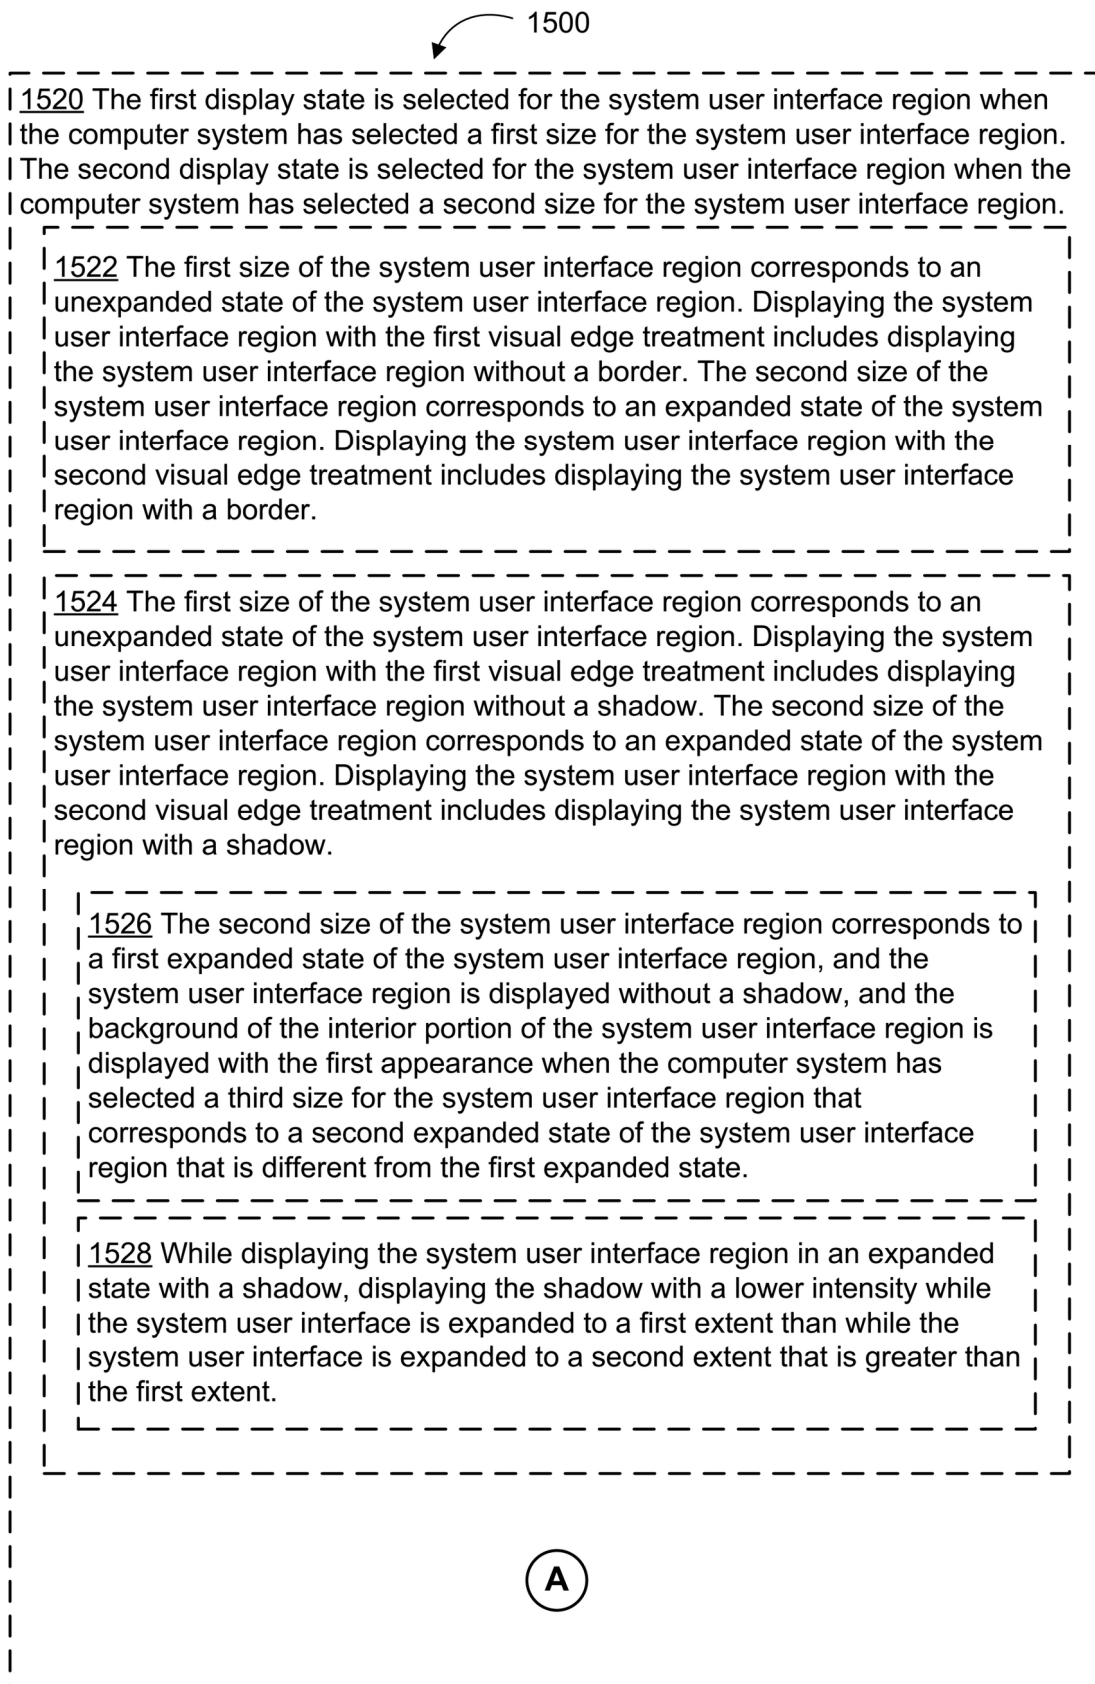 1500
1520 The first display state is selected for the system user interface region when
the computer system has selected a first size for the system user interface region.
The second display state is selected for the system user interface region when the
computer system has selected a second size for the system user interface region.
1522 The first size of the system user interface region corresponds to an
unexpanded state of the system user interface region. Displaying the system
user interface region with the first visual edge treatment includes displaying
the system user interface region without a border. The second size of the
system user interface region corresponds to an expanded state of the system
user interface region. Displaying the system user interface region with the
second visual edge treatment includes displaying the system user interface
region with a border.
1524 The first size of the system user interface region corresponds to an
unexpanded state of the system user interface region. Displaying the system
user interface region with the first visual edge treatment includes displaying
the system user interface region without a shadow. The second size of the
system user interface region corresponds to an expanded state of the system
user interface region. Displaying the system user interface region with the
second visual edge treatment includes displaying the system user interface
region with a shadow.
1526 The second size of the system user interface region corresponds to
a first expanded state of the system user interface region, and the
system user interface region is displayed without a shadow, and the
background of the interior portion of the system user interface region is
displayed with the first appearance when the computer system has
selected a third size for the system user interface region that
corresponds to a second expanded state of the system user interface
region that is different from the first expanded state.
1528 While displaying the system user interface region in an expanded
state with a shadow, displaying the shadow with a lower intensity while
the system user interface is expanded to a first extent than while the
system user interface is expanded to a second extent that is greater than
the first extent.
A